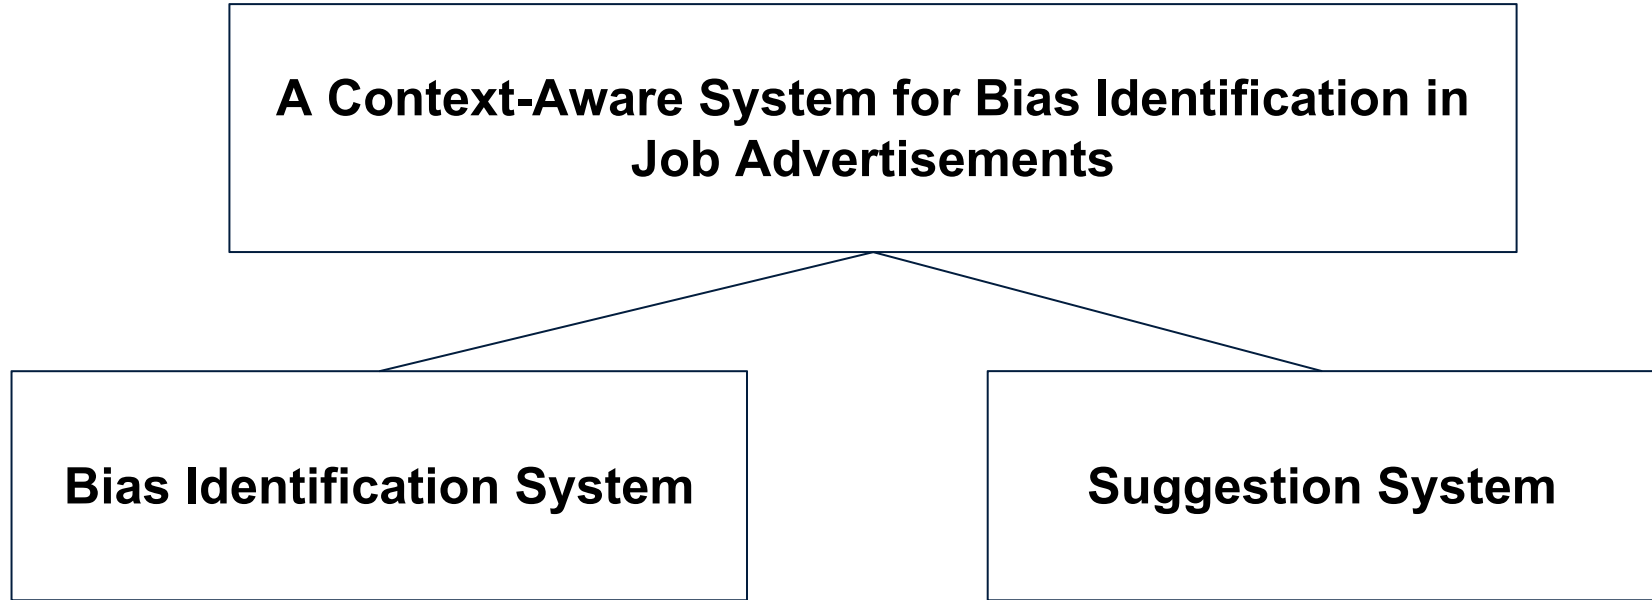 A Context-Aware System for Bias Identification in
Job Advertisements
Bias Identification System
Suggestion System